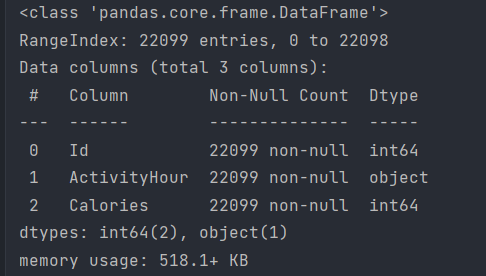 <class 'pandas.core.frame.DataFrame'>
RangeIndex: 22099 entries, 0 to 22098
Data columns (total 3 columns):
 #   Column        Non-Null Count  Dtype
---  ------        --------------  -----
 0   Id            22099 non-null  int64
 1   ActivityHour  22099 non-null  object
 2   Calories      22099 non-null  int64
dtypes: int64(2), object(1)
memory usage: 518.1+ KB